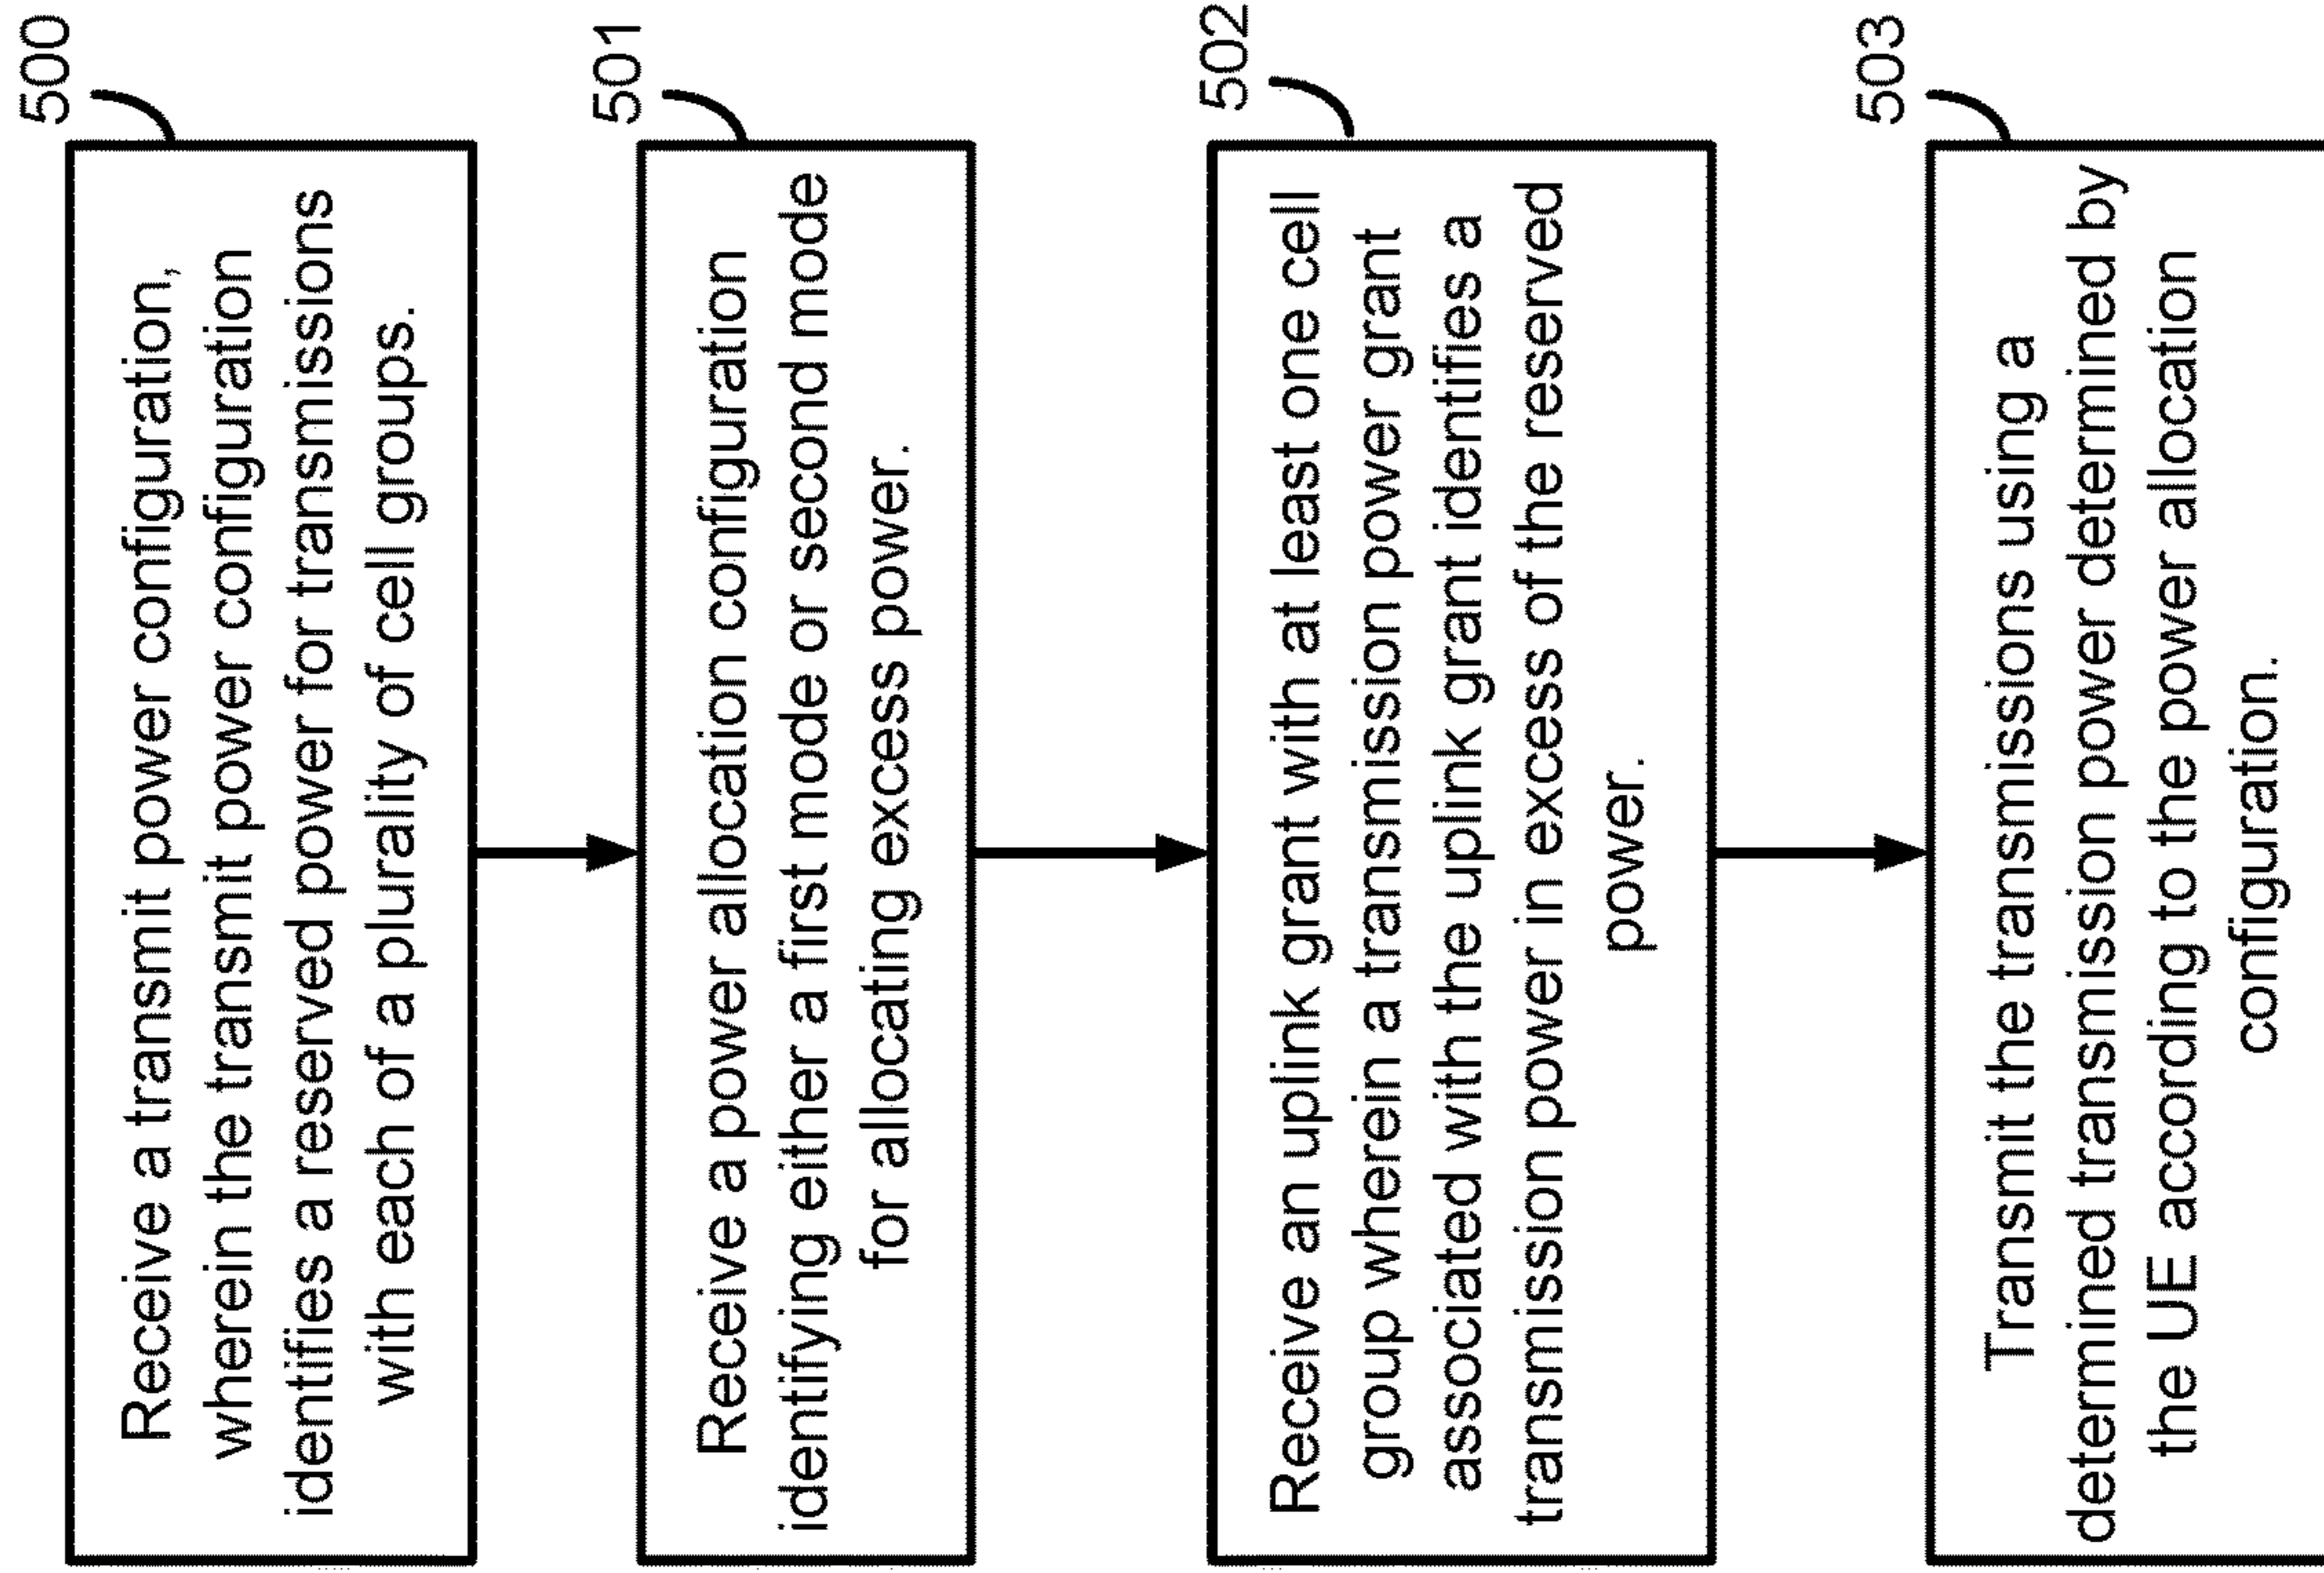 500
Receive a transmit power configuration,
wherein the transmit power configuration
identifies a reserved power for transmissions
with each of a plurality of cell groups.
501
Receive a power allocation configuration
identifying either a first mode or second mode
for allocating excess power.
502
Receive an uplink grant with at least one cell
group wherein a transmission power grant
associated with the uplink grant identifies a
transmission power in excess of the reserved
power.
503
Transmit the transmissions using a
determined transmission power determined by
the UE according to the power allocation
configuration.